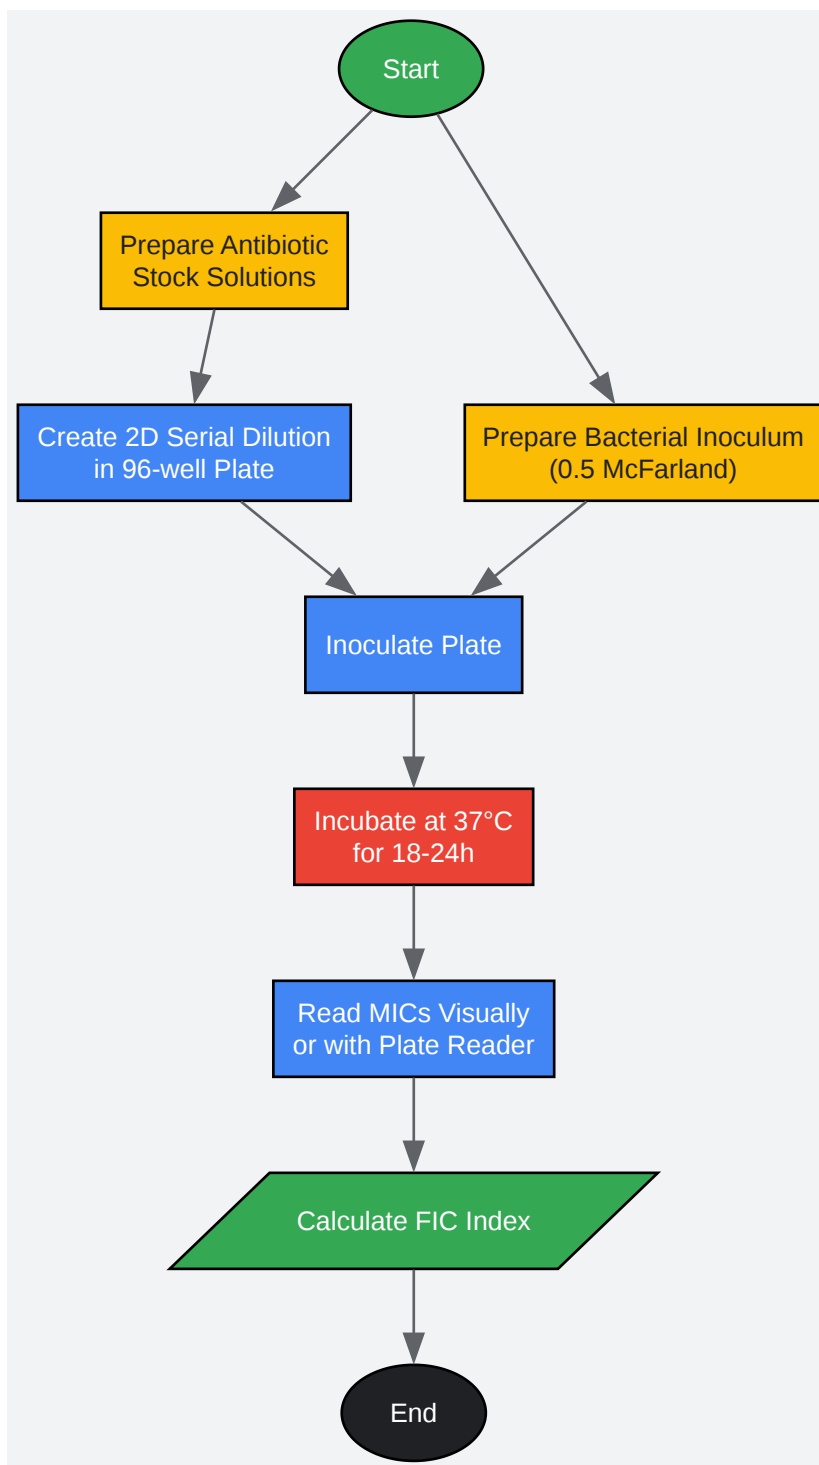 Start
Prepare Antibiotic
Stock Solutions
Create 2D Serial Dilution
in 96-well Plate
Prepare Bacterial Inoculum
(0.5 McFarland)
Inoculate Plate
Incubate at 37°C
for 18-24h
Read MICs Visually
or with Plate Reader
Calculate FIC Index
End